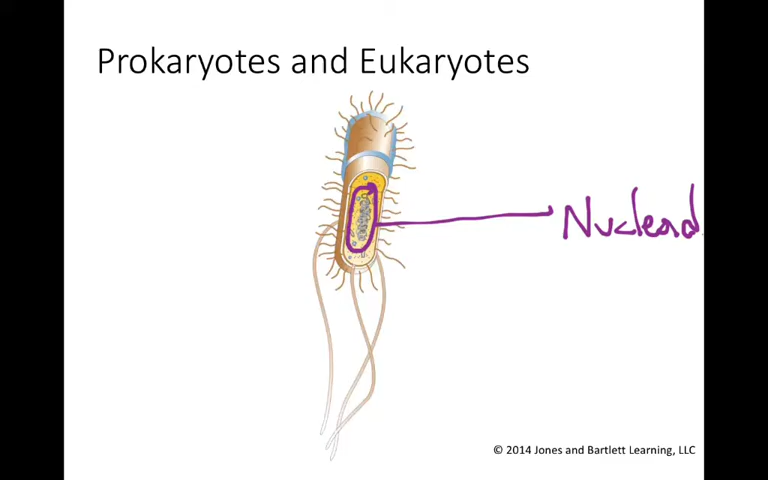 Prokaryotes and Eukaryotes
Nucleoid
© 2014 Jones and Bartlett Learning, LLC